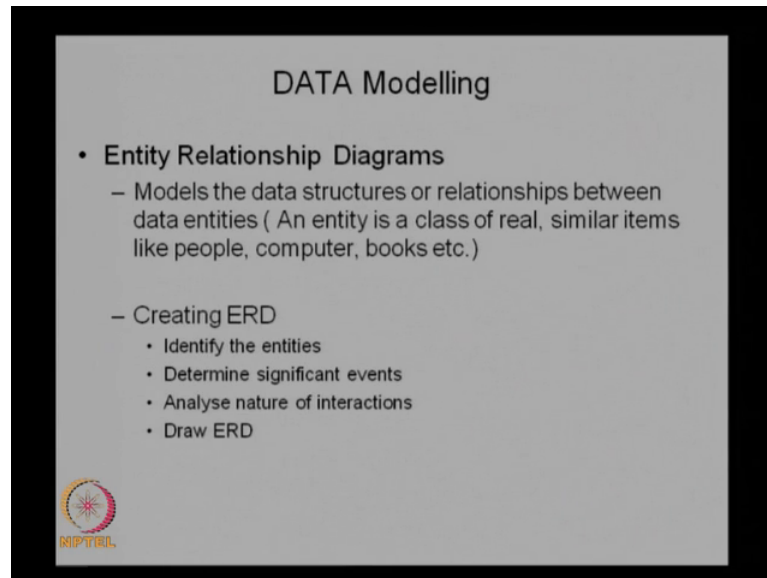 DATA Modelling
• Entity Relationship Diagrams
– Models the data structures or relationships between
data entities ( An entity is a class of real, similar items
like people, computer, books etc.)
– Creating ERD
• Identify the entities
• Determine significant events
• Analyse nature of interactions
• Draw ERD
NPTEL